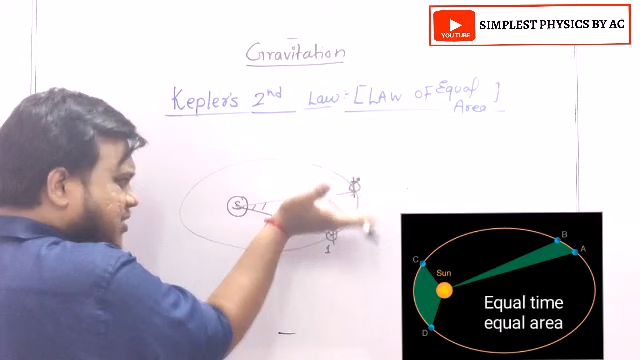 SIMPLEST PHYSICS BY AC
YOUTUBE
Gravitation
Kepler's 2nd Law = [LAW OF Equal Area]
S
1
B
A
C
Sun
Equal time
equal area
D